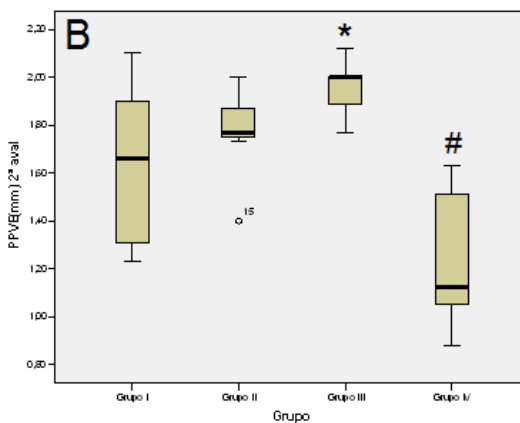 B
PPVE(mm) 2ª aval
2,20
2,00
1,80
1,60
1,40
1,20
1,00
0,80
*
#
15
Grupo I
Grupo II
Grupo III
Grupo IV
Grupo